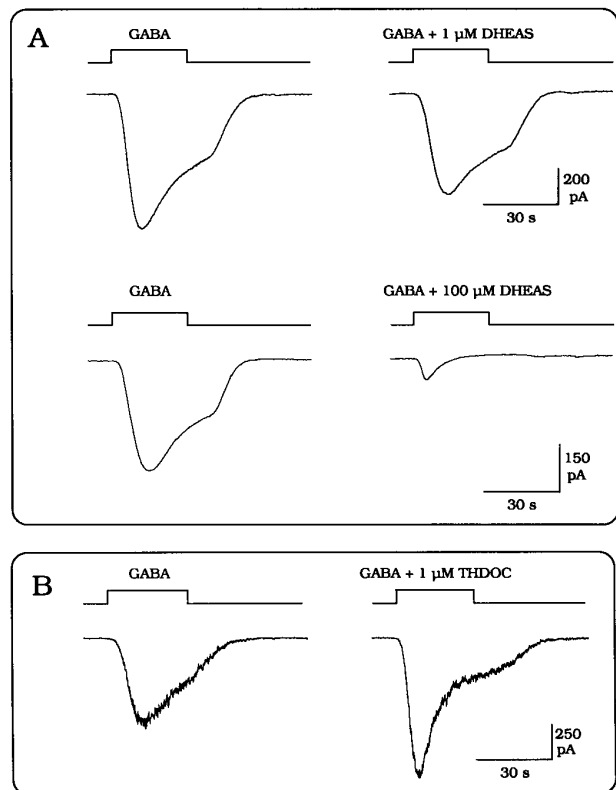 A
GABA
GABA + 1 µM DHEAS
200
pA
30 s
GABA
GABA + 100 µM DHEAS
150
pA
30 s
B
GABA
GABA + 1 µM THDOC
250
pA
30 s